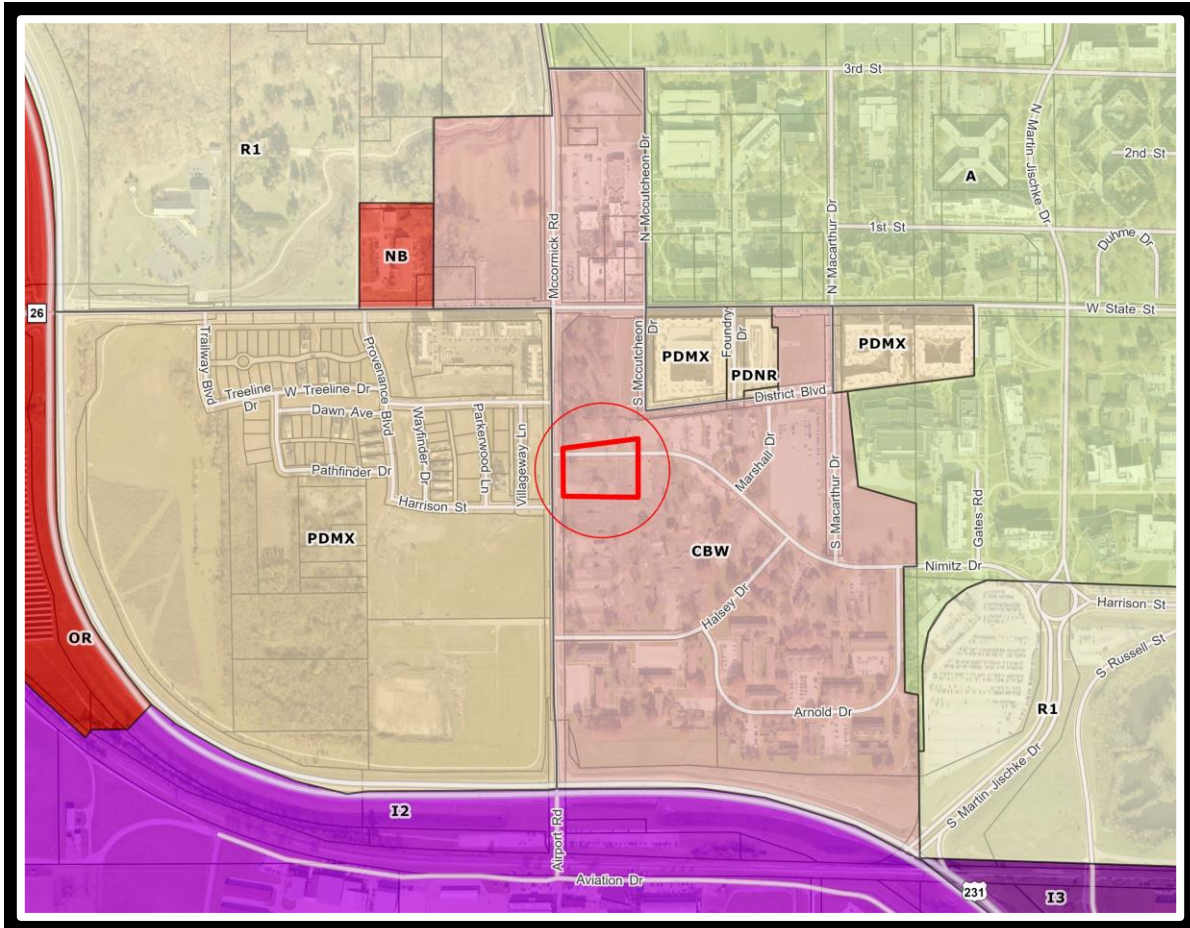 3rd St
R1
N Martin Jischke Dr
2nd St
A
Mccormick Rd
N Mccutcheon Dr
N Macarthur Dr
1st St
Duhme Dr
NB
26
W State St
Trailway Blvd
Provenance Blvd
S Mccutcheon Dr
Foundry Dr
PDMX
PDMX
PDNR
District Blvd
Treeline Dr
W Treeline Dr
Dawn Ave
Wayfinder Dr
Parkerwood Ln
Villageway Ln
Pathfinder Dr
Harrison St
Marshall Dr
S Macarthur Dr
Gates Rd
PDMX
CBW
Nimitz Dr
Harrison St
Halsey Dr
S Russell St
OR
Arnold Dr
R1
S Martin Jischke Dr
I2
Airport Rd
Aviation Dr
231
I3